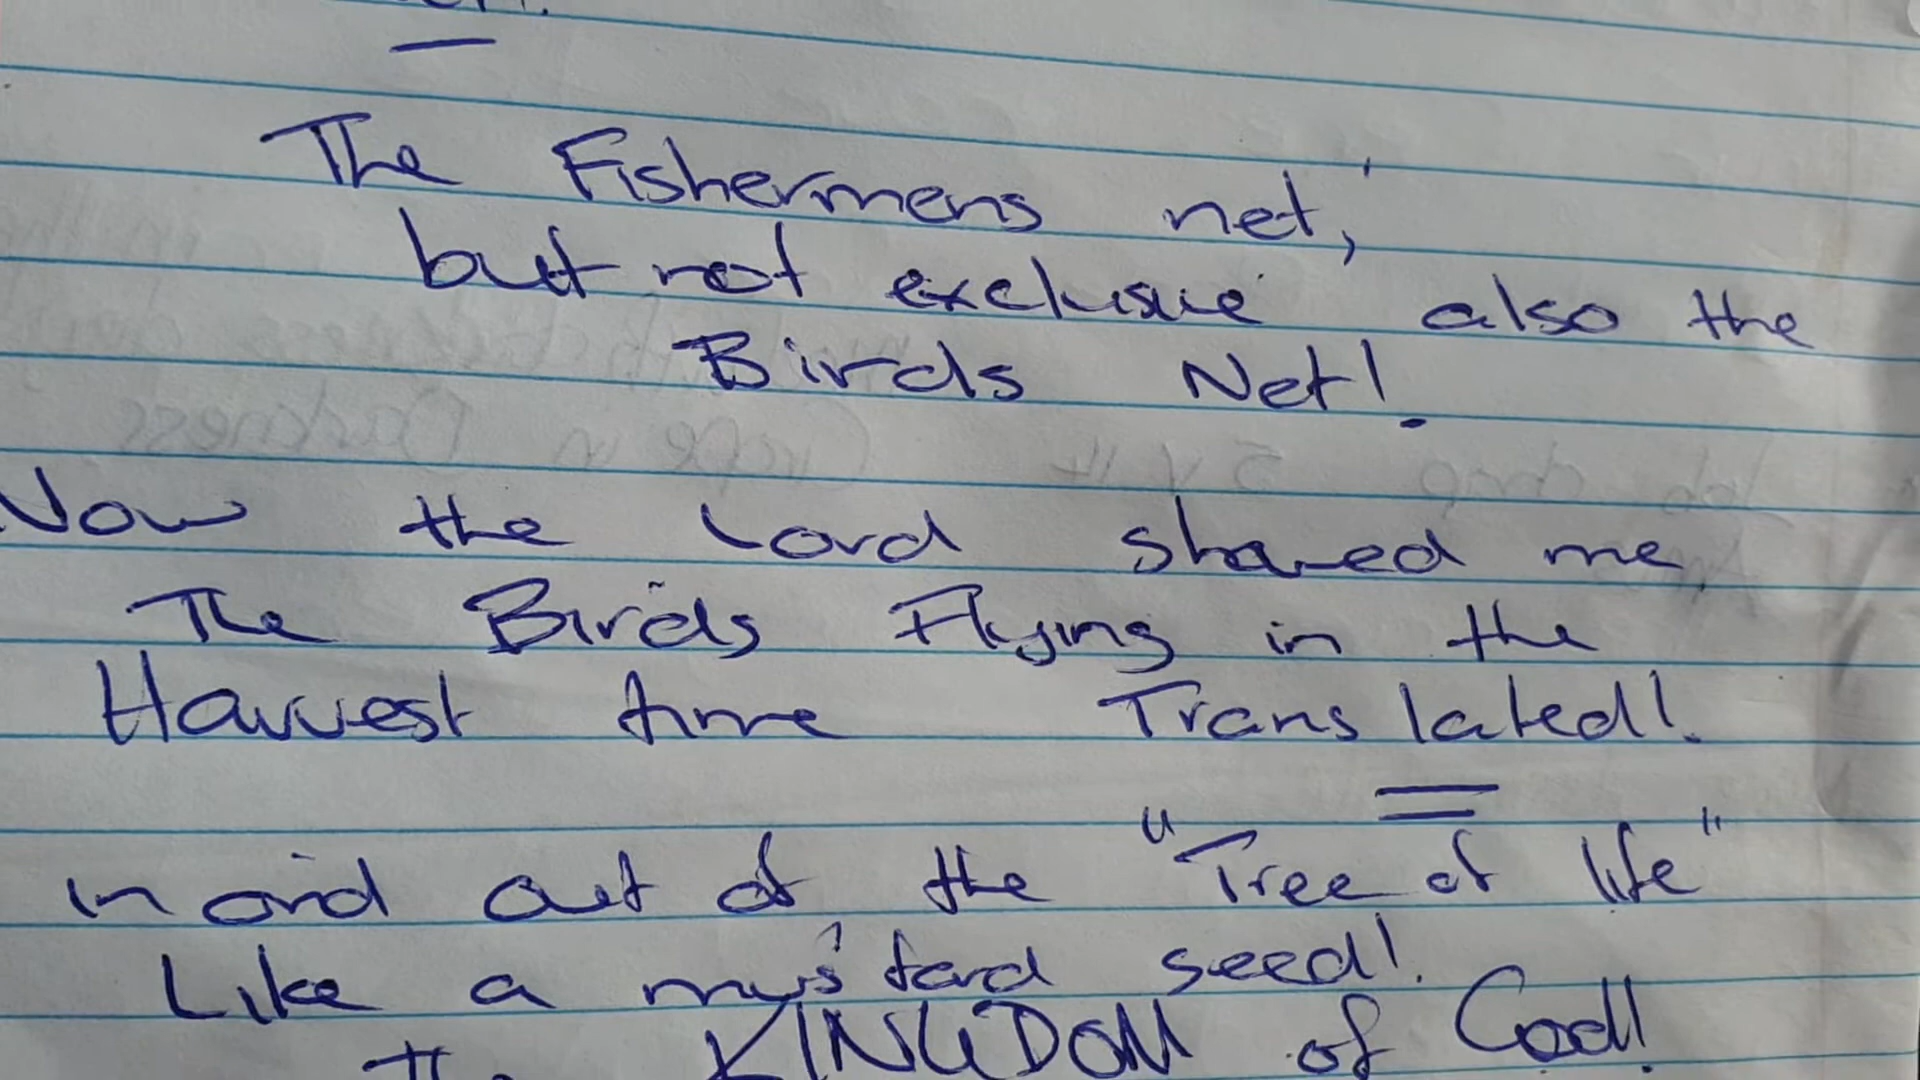 The Fishermens net,
but not exclusive also the
Birds Net!
Now the Lord shared me
The Birds Flying in the
Harvest time Translated!
in and out of the "Tree of life"
Like a mustard seed!
The KINGDOM of God!